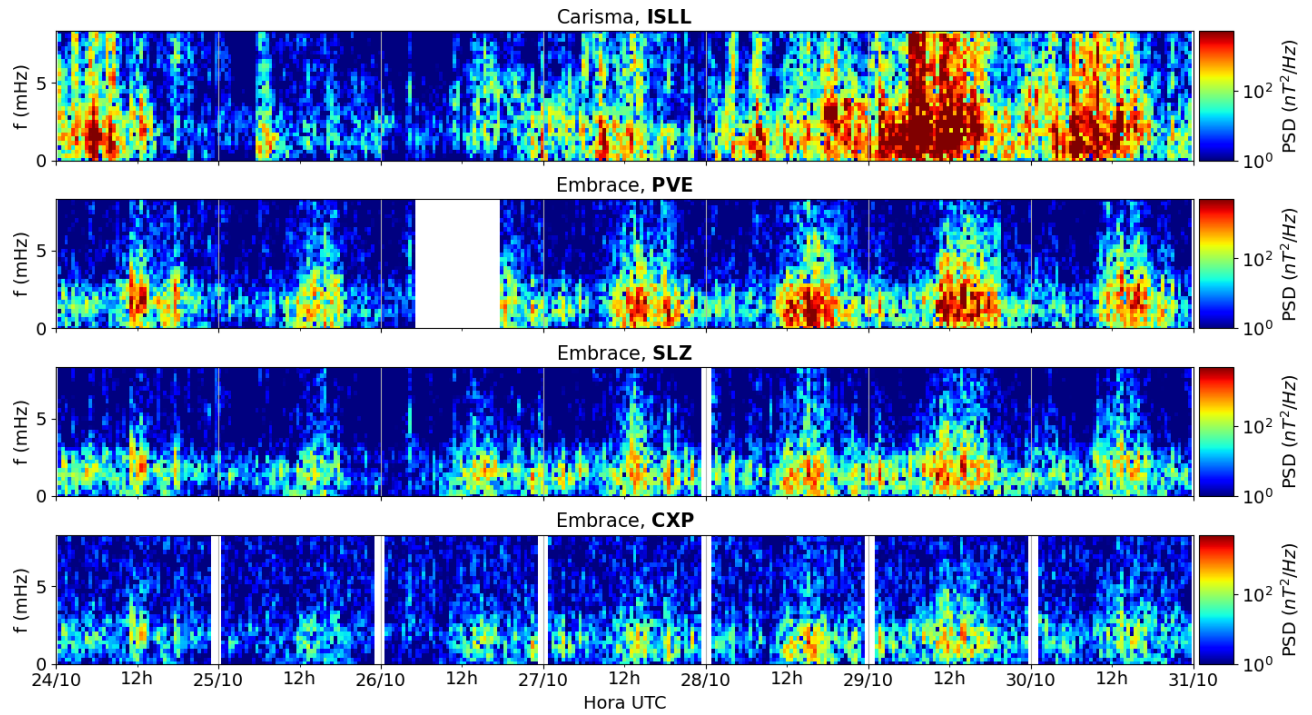 Carisma, ISLL
f (mHz)
5
0
10² 
10⁰
PSD (nT²/Hz)
Embrace, PVE
f (mHz)
5
0
10²
10⁰
PSD (nT²/Hz)
Embrace, SLZ
f (mHz)
5
0
10²
10⁰
PSD (nT²/Hz)
Embrace, CXP
f (mHz)
5
0
10²
10⁰
PSD (nT²/Hz)
24/10 12h 25/10 12h 26/10 12h 27/10 12h 28/10 12h 29/10 12h 30/10 12h 31/10
Hora UTC